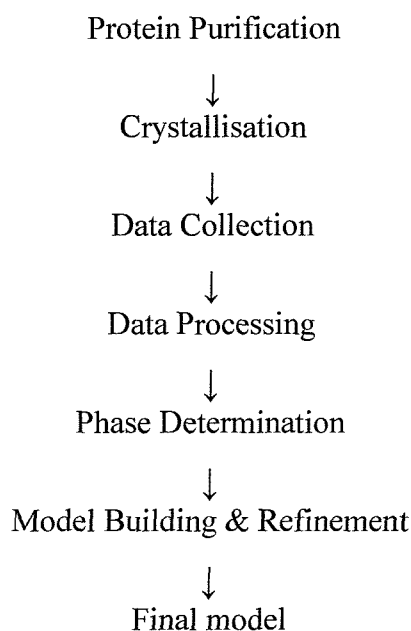 Protein Purification
↓
Crystallisation
↓
Data Collection
↓
Data Processing
↓
Phase Determination
↓
Model Building & Refinement
↓
Final model